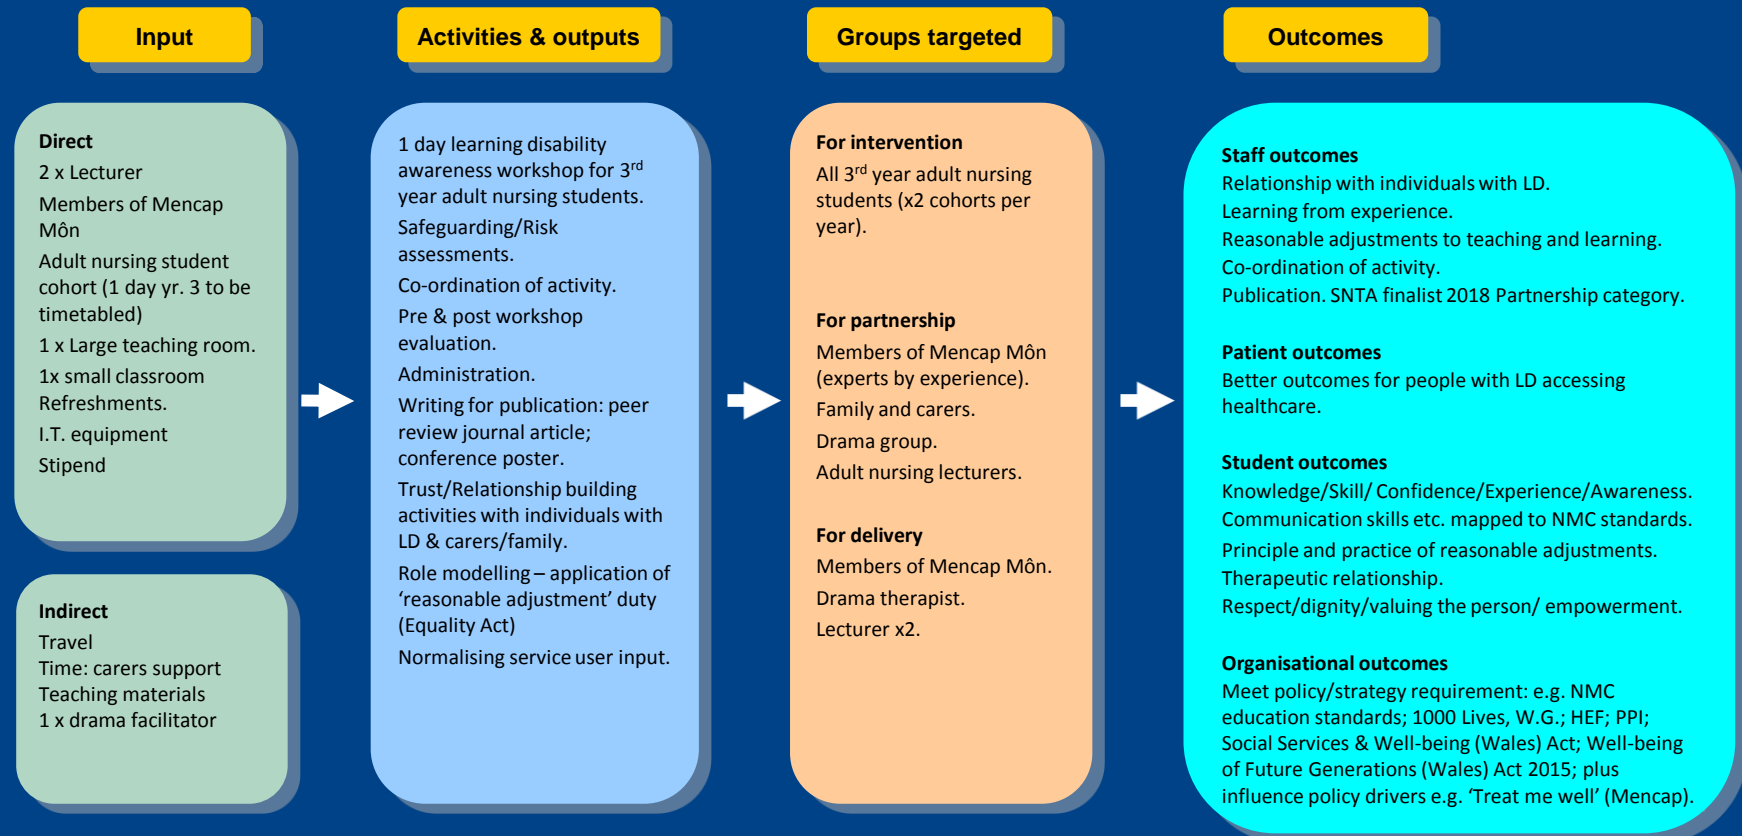 Input
Activities & outputs
Groups targeted
Outcomes
Direct
2 x Lecturer
Members of Mencap
Môn
Adult nursing student
cohort (1 day yr. 3 to be
timetabled)
1 x Large teaching room.
1x small classroom
Refreshments.
I.T. equipment
Stipend
Indirect
Travel
Time: carers support
Teaching materials
1 x drama facilitator
1 day learning disability
awareness workshop for 3rd
year adult nursing students.
Safeguarding/Risk
assessments.
Co-ordination of activity.
Pre & post workshop
evaluation.
Administration.
Writing for publication: peer
review journal article;
conference poster.
Trust/Relationship building
activities with individuals with
LD & carers/family.
Role modelling – application of
‘reasonable adjustment’ duty
(Equality Act)
Normalising service user input.
For intervention
All 3rd year adult nursing
students (x2 cohorts per
year).
For partnership
Members of Mencap Môn
(experts by experience).
Family and carers.
Drama group.
Adult nursing lecturers.
For delivery
Members of Mencap Môn.
Drama therapist.
Lecturer x2.
Staff outcomes
Relationship with individuals with LD.
Learning from experience.
Reasonable adjustments to teaching and learning.
Co-ordination of activity.
Publication. SNTA finalist 2018 Partnership category.
Patient outcomes
Better outcomes for people with LD accessing
healthcare.
Student outcomes
Knowledge/Skill/ Confidence/Experience/Awareness.
Communication skills etc. mapped to NMC standards.
Principle and practice of reasonable adjustments.
Therapeutic relationship.
Respect/dignity/valuing the person/ empowerment.
Organisational outcomes
Meet policy/strategy requirement: e.g. NMC
education standards; 1000 Lives, W.G.; HEF; PPI;
Social Services & Well-being (Wales) Act; Well-being
of Future Generations (Wales) Act 2015; plus
influence policy drivers e.g. ‘Treat me well’ (Mencap).